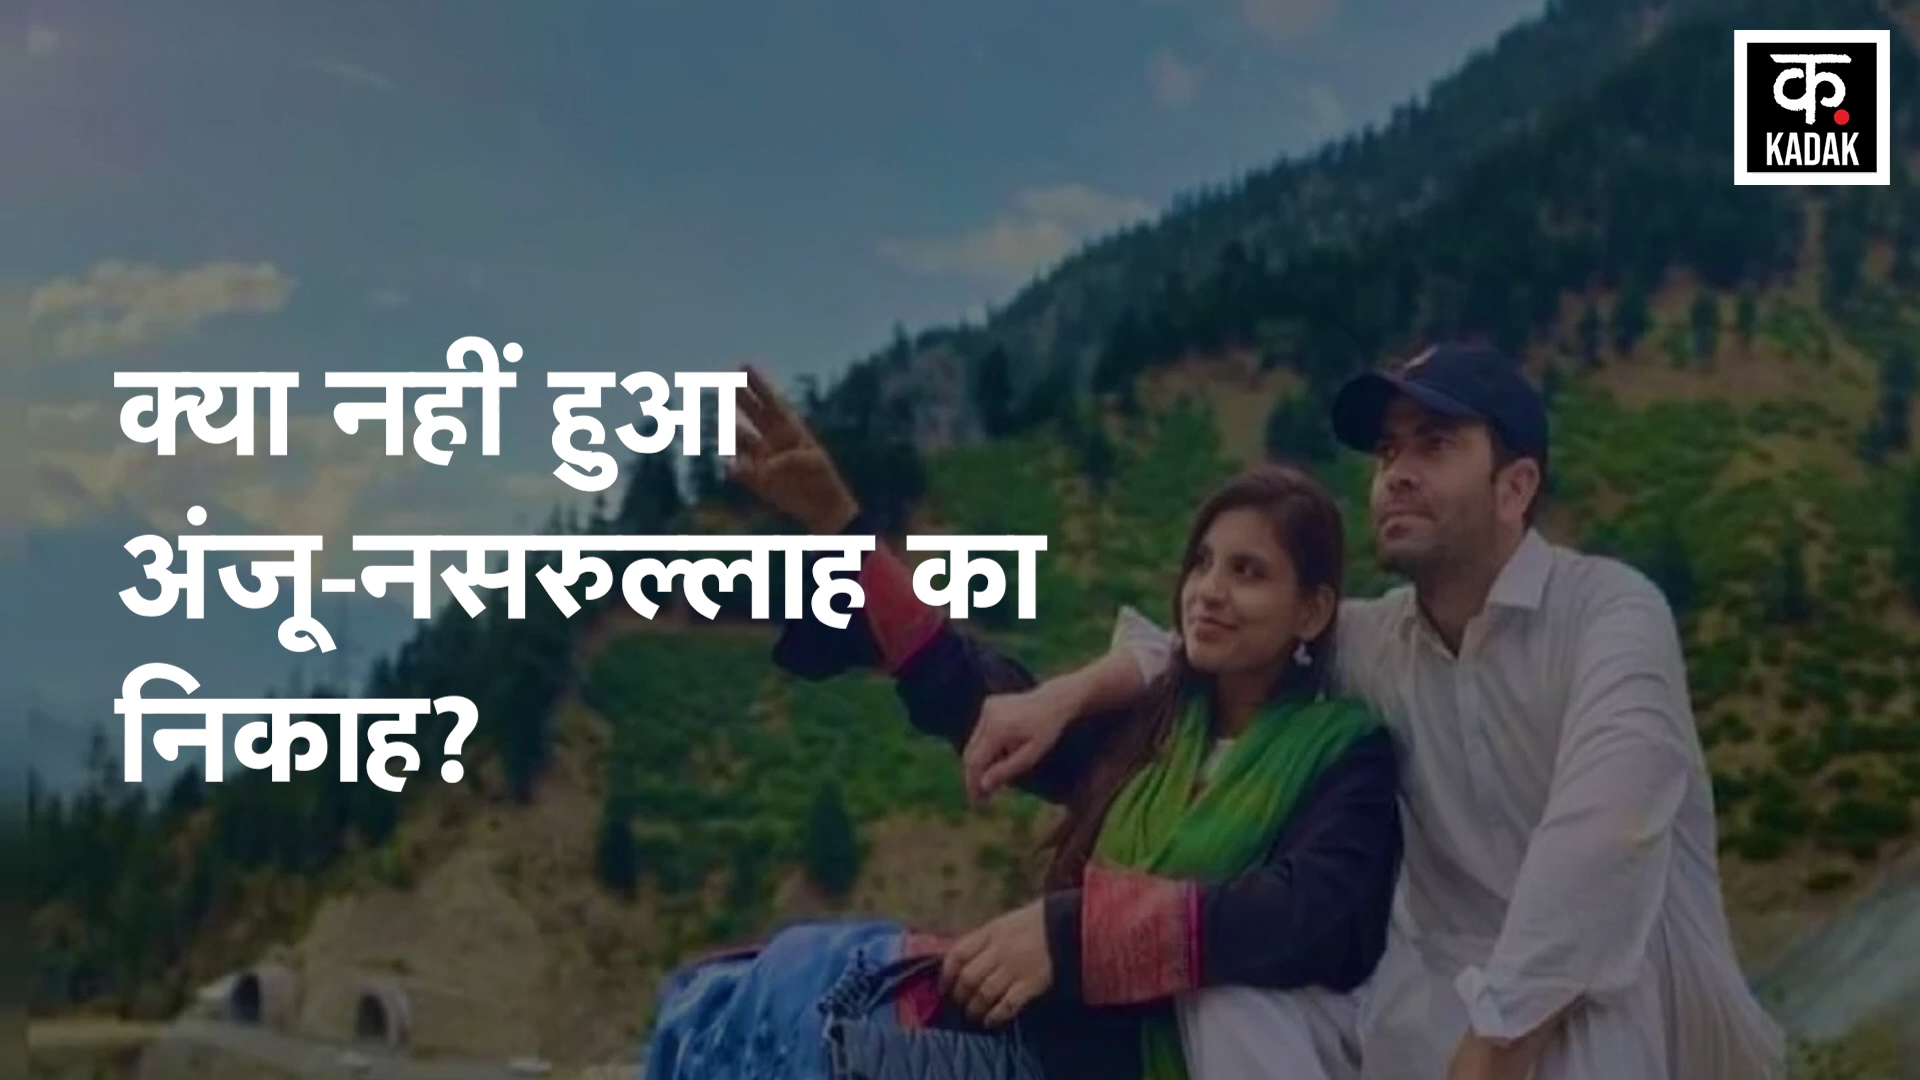 क
KADAK
क्या नहीं हुआ
अंजू-नसरुल्लाह का
निकाह?